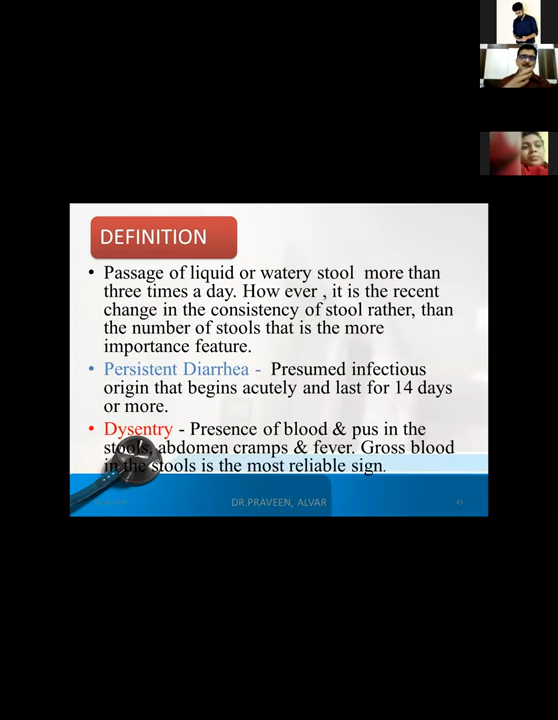 DEFINITION
• Passage of liquid or watery stool more than
three times a day. How ever , it is the recent
change in the consistency of stool rather, than
the number of stools that is the more
importance feature.
• Persistent Diarrhea - Presumed infectious
origin that begins acutely and last for 14 days
or more.
• Dysentry - Presence of blood & pus in the
stools, abdomen cramps & fever. Gross blood
in the stools is the most reliable sign.
DR.PRAVEEN, ALVAR